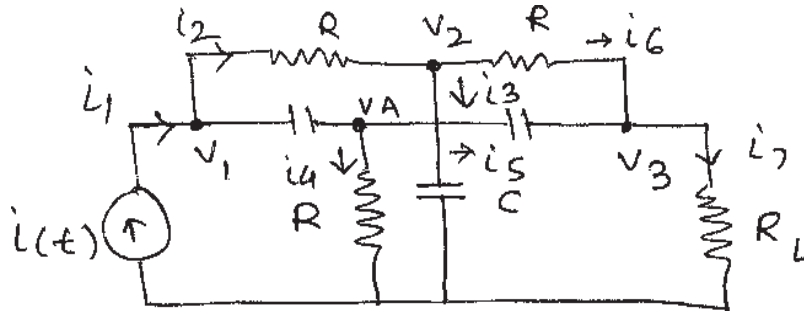 i2 R V2 R i6
i1 VA i3
V1 i4 i5 V3 i7
i(t) R C RL